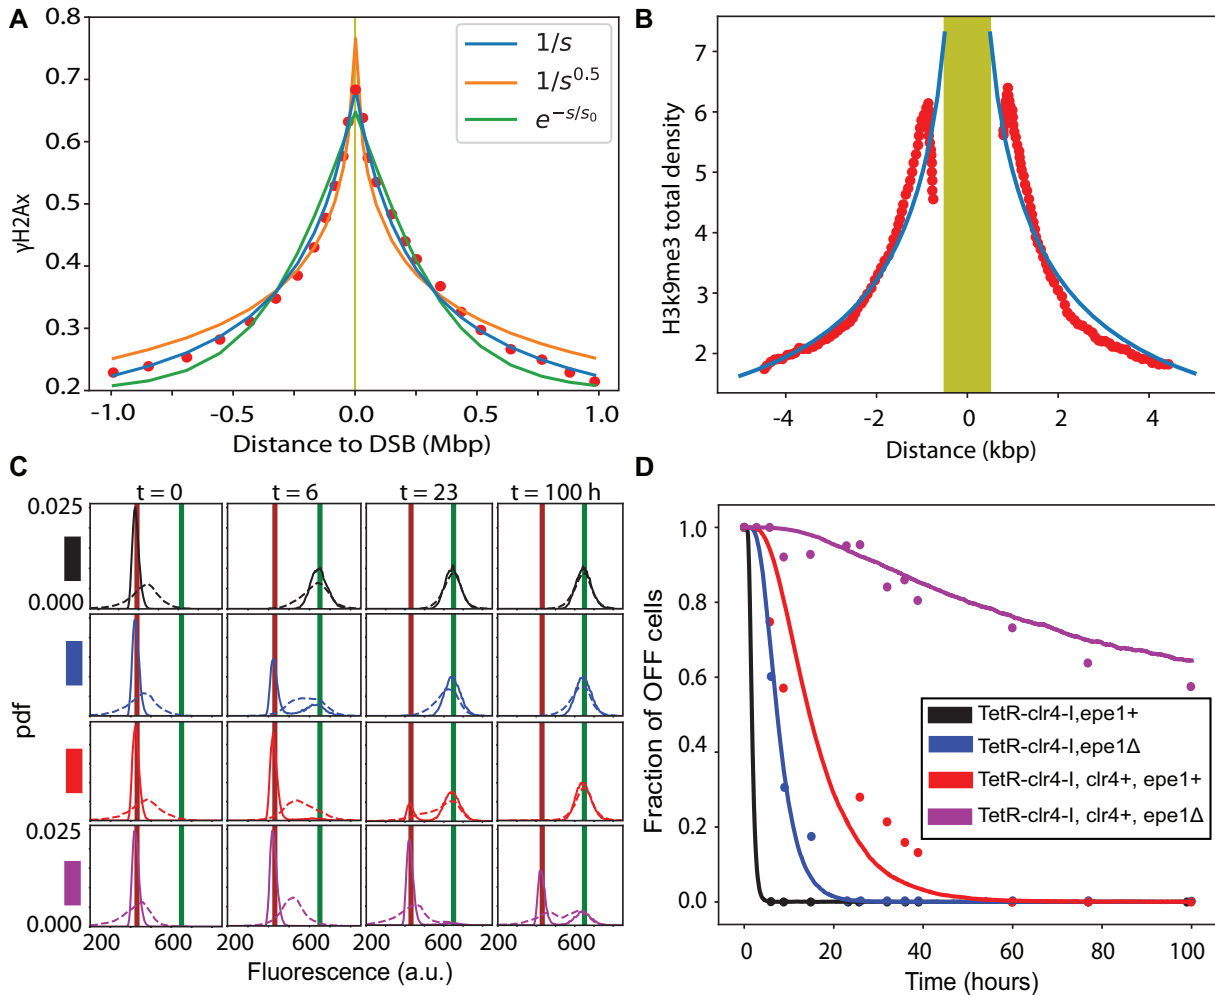 A
0.8
0.7
0.6
0.5
0.4
0.3
0.2
γH2Ax
1/s
1/s^0.5
e^−s/s₀
-1.0
-0.5
0.0
0.5
1.0
Distance to DSB (Mbp)
B
7
6
5
4
3
2
H3k9me3 total density
-4
-2
0
2
4
Distance (kbp)
C
t = 0
t = 6
t = 23
t = 100 h
0.025
0.000
pdf
0.025
0.000
200 600 200 600 200 600 200 600
Fluorescence (a.u.)
D
1.0
0.8
0.6
0.4
0.2
0.0
Fraction of OFF cells
TetR-clr4-I,epe1+
TetR-clr4-I,epe1Δ
TetR-clr4-I, clr4+, epe1+
TetR-clr4-I, clr4+, epe1Δ
0
20
40
60
80
100
Time (hours)